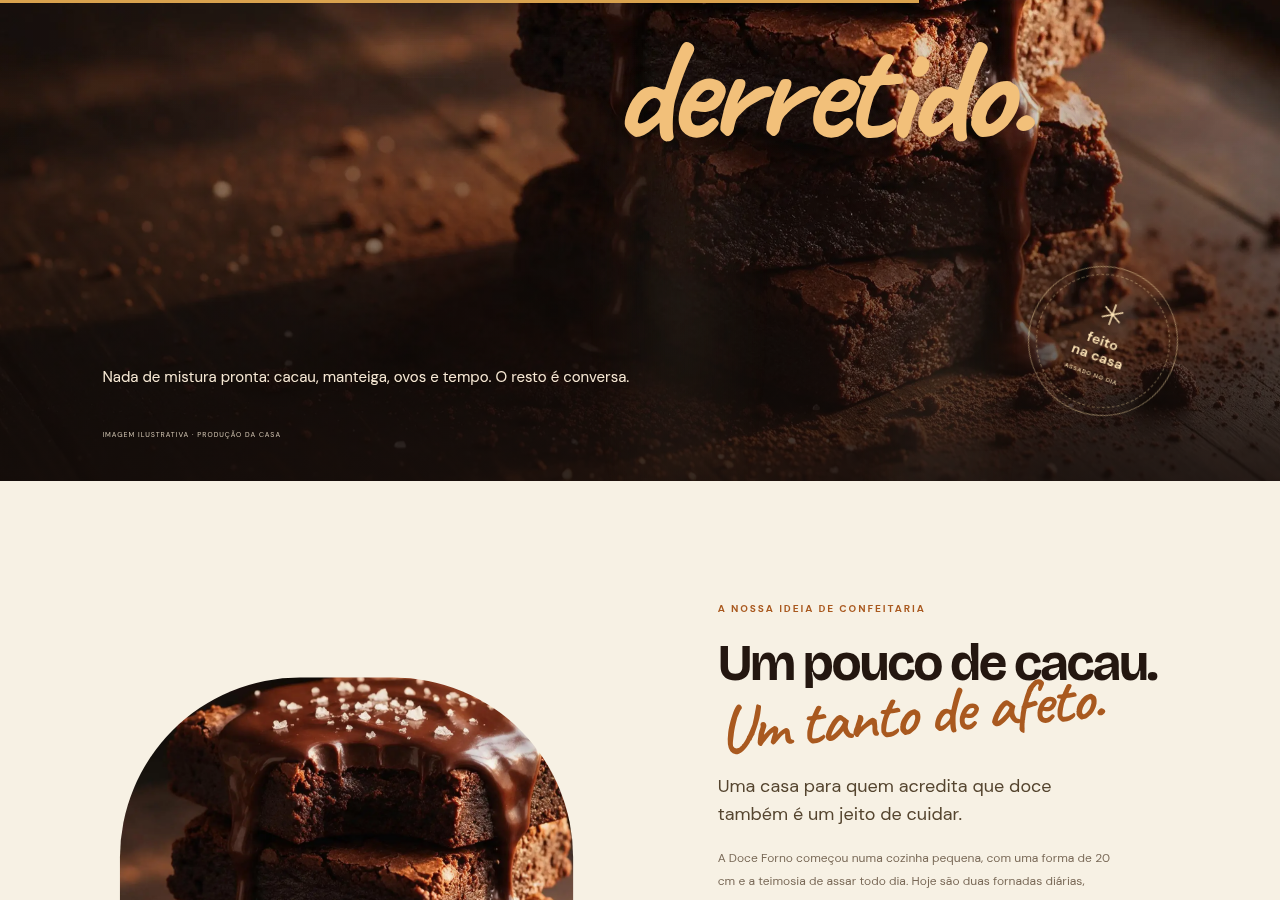 derretido.
feito
na casa
ASSADO NO DIA
Nada de mistura pronta: cacau, manteiga, ovos e tempo. O resto é conversa.
IMAGEM ILUSTRATIVA · PRODUÇÃO DA CASA
A NOSSA IDEIA DE CONFEITARIA
Um pouco de cacau.
Um tanto de afeto.
Uma casa para quem acredita que doce
também é um jeito de cuidar.
A Doce Forno começou numa cozinha pequena, com uma forma de 20
cm e a teimosia de assar todo dia. Hoje são duas fornadas diárias,